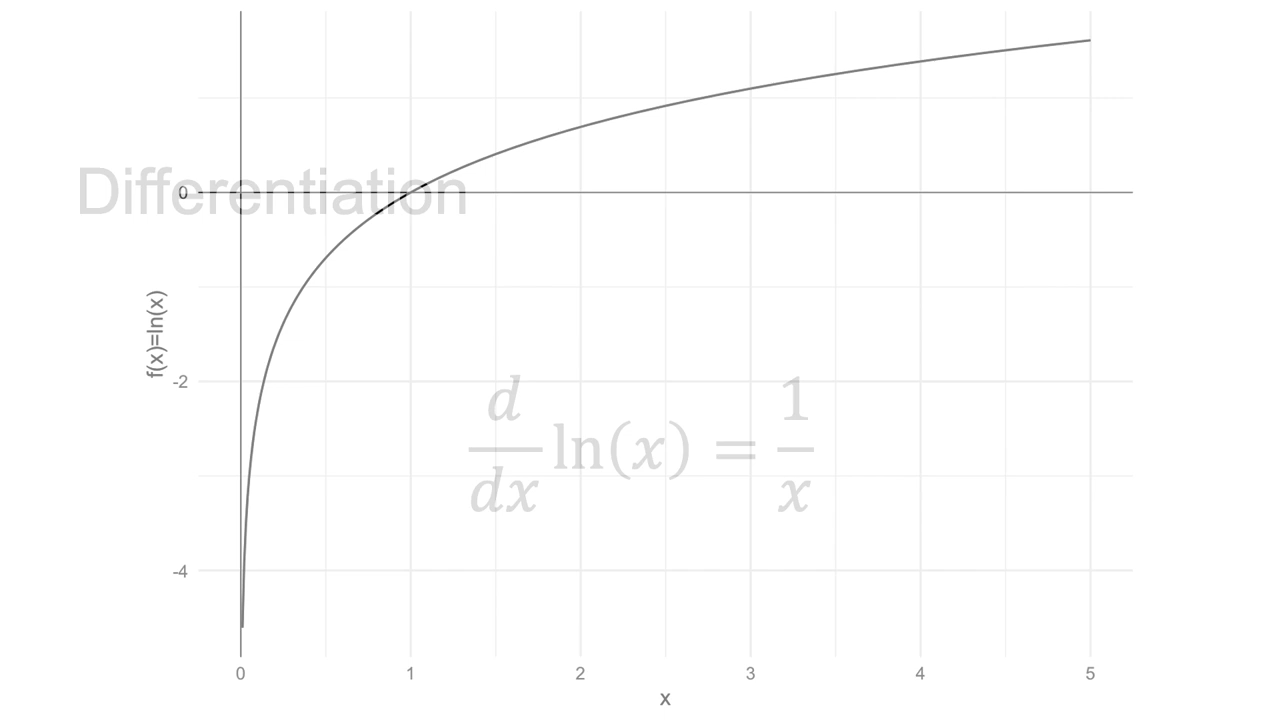 Differentiation
0
f(x)=ln(x)
-2
d/dx ln(x) = 1/x
-4
0 1 2 3 4 5
x